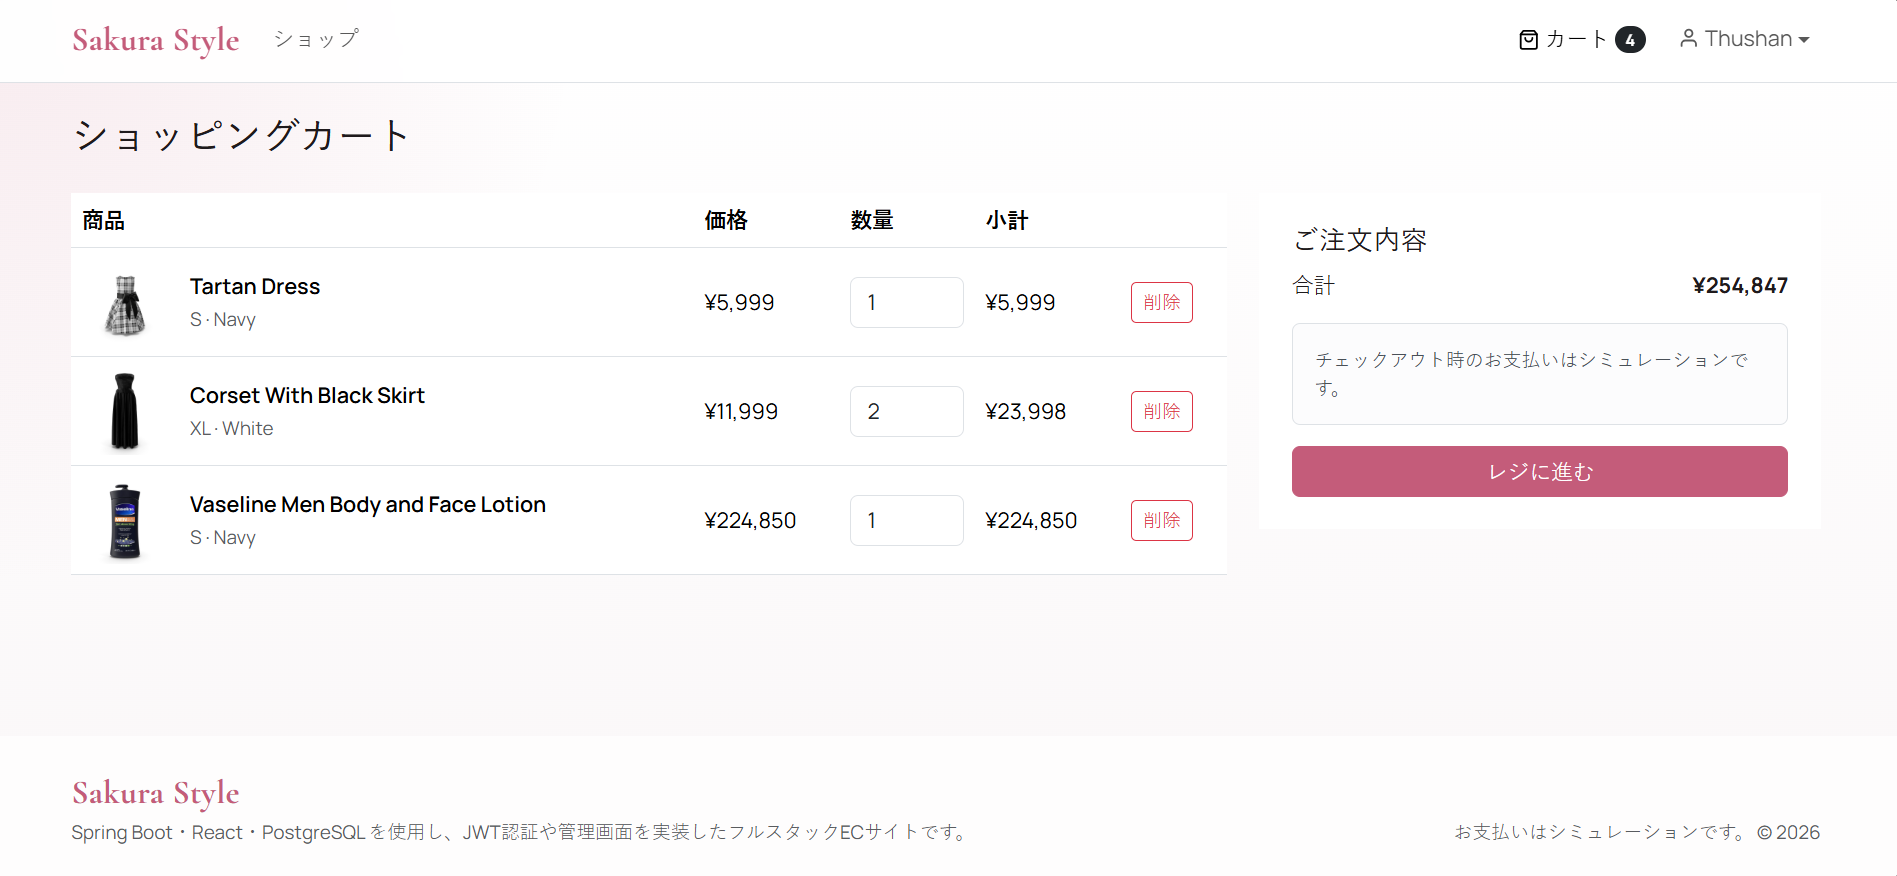 Sakura Style ショップ カート 4 Thushan
ショッピングカート
商品 価格 数量 小計
Tartan Dress
S · Navy
¥5,999 1 ¥5,999 削除
Corset With Black Skirt
XL · White
¥11,999 2 ¥23,998 削除
Vaseline Men Body and Face Lotion
S · Navy
¥224,850 1 ¥224,850 削除
ご注文内容
合計 ¥254,847
チェックアウト時のお支払いはシミュレーションで
す。
レジに進む
Sakura Style
Spring Boot・React・PostgreSQL を使用し、JWT認証や管理画面を実装したフルスタックECサイトです。
お支払いはシミュレーションです。 © 2026